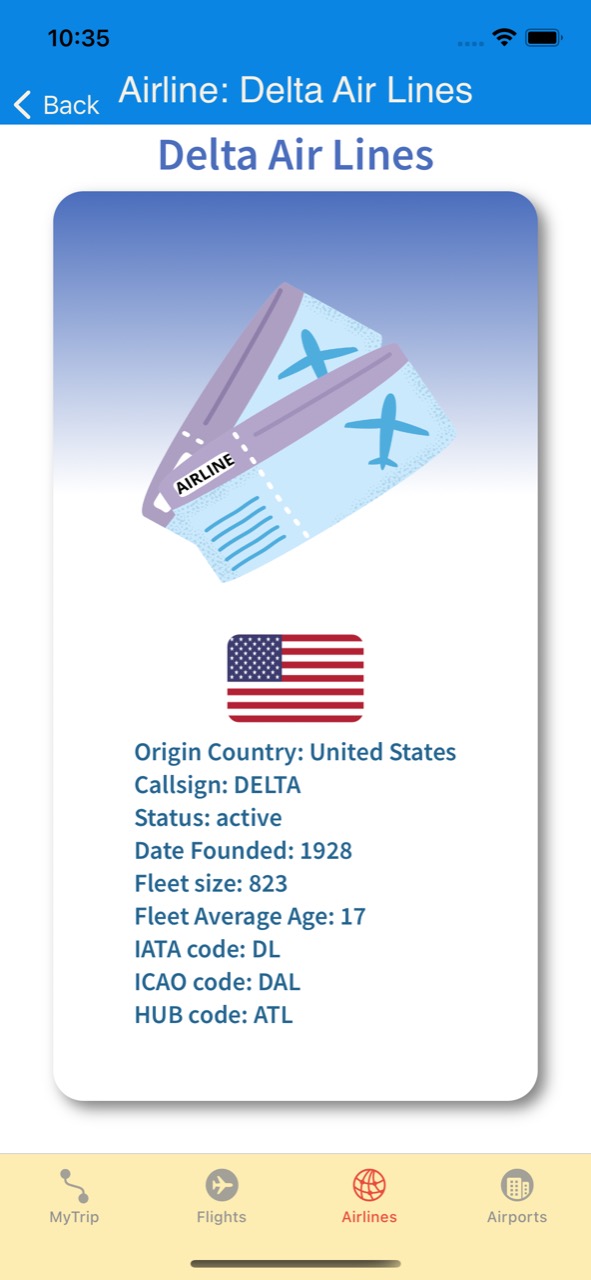 10:35
Back
Airline: Delta Air Lines
Delta Air Lines
AIRLINE
Origin Country: United States
Callsign: DELTA
Status: active
Date Founded: 1928
Fleet size: 823
Fleet Average Age: 17
IATA code: DL
ICAO code: DAL
HUB code: ATL
MyTrip
Flights
Airlines
Airports